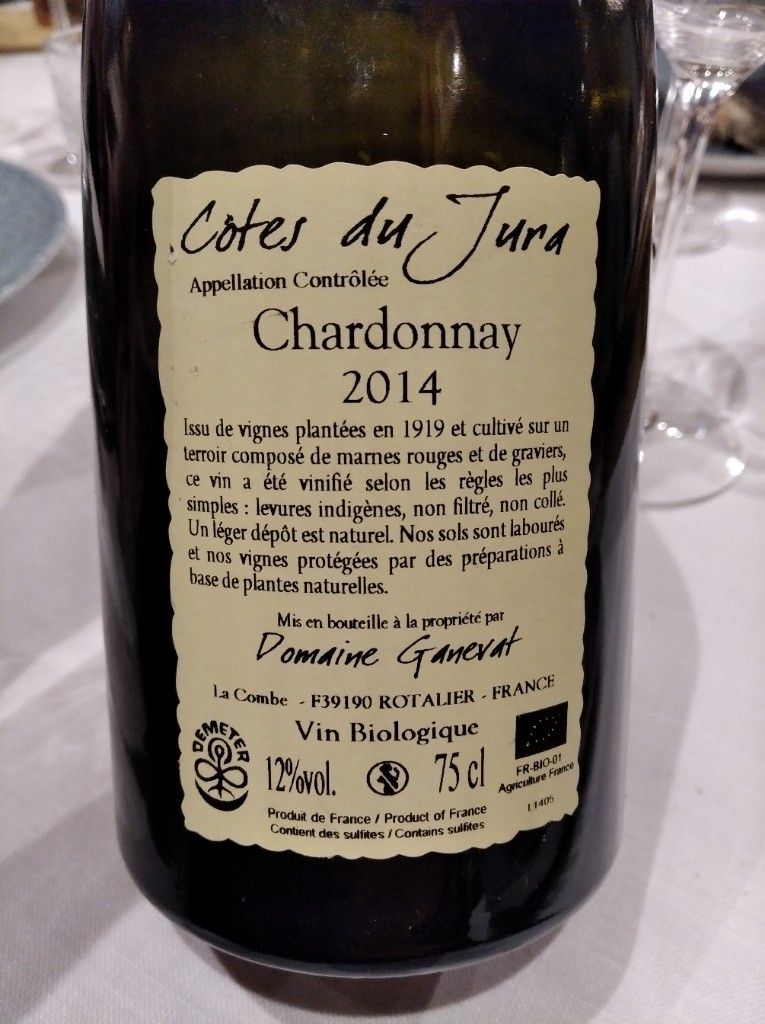 Côtes du Jura
Appellation Contrôlée
Chardonnay
2014
Issu de vignes plantées en 1919 et cultivé sur un
terroir composé de marnes rouges et de graviers,
ce vin a été vinifié selon les règles les plus
simples : levures indigènes, non filtré, non collé.
Un léger dépôt est naturel. Nos sols sont labourés
et nos vignes protégées par des préparations à
base de plantes naturelles.
Mis en bouteille à la propriété par
Domaine Ganevat
La Combe - F39190 ROTALIER - FRANCE
Vin Biologique
DEMETER
12%vol.
75 cl
FR-BIO-01
Agriculture France
L1405
Produit de France / Product of France
Contient des sulfites / Contains sulfites